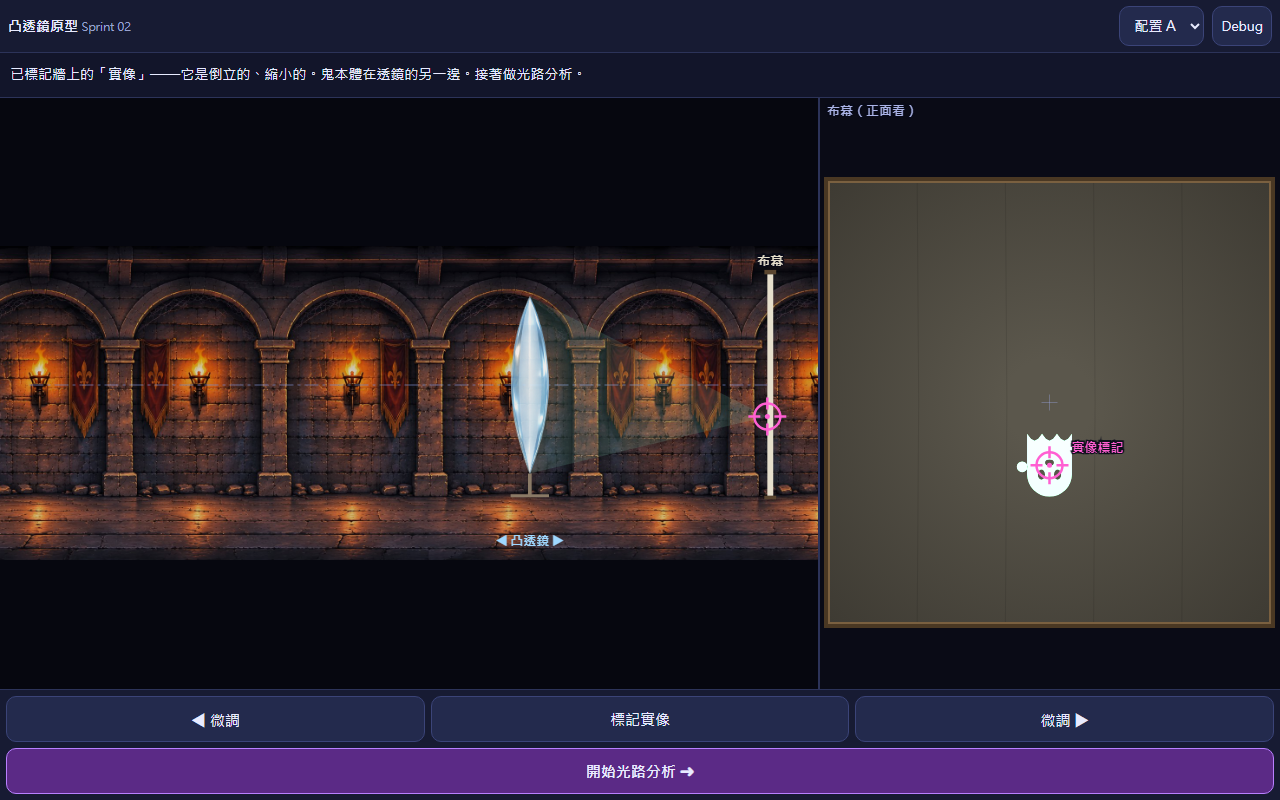 凸透鏡原型 Sprint 02
配置 A
Debug
已標記牆上的「實像」——它是倒立的、縮小的。鬼本體在透鏡的另一邊。接著做光路分析。
布幕（正面看）
布幕
實像標記
◀ 凸透鏡 ▶
◀ 微調
標記實像
微調 ▶
開始光路分析 ➜